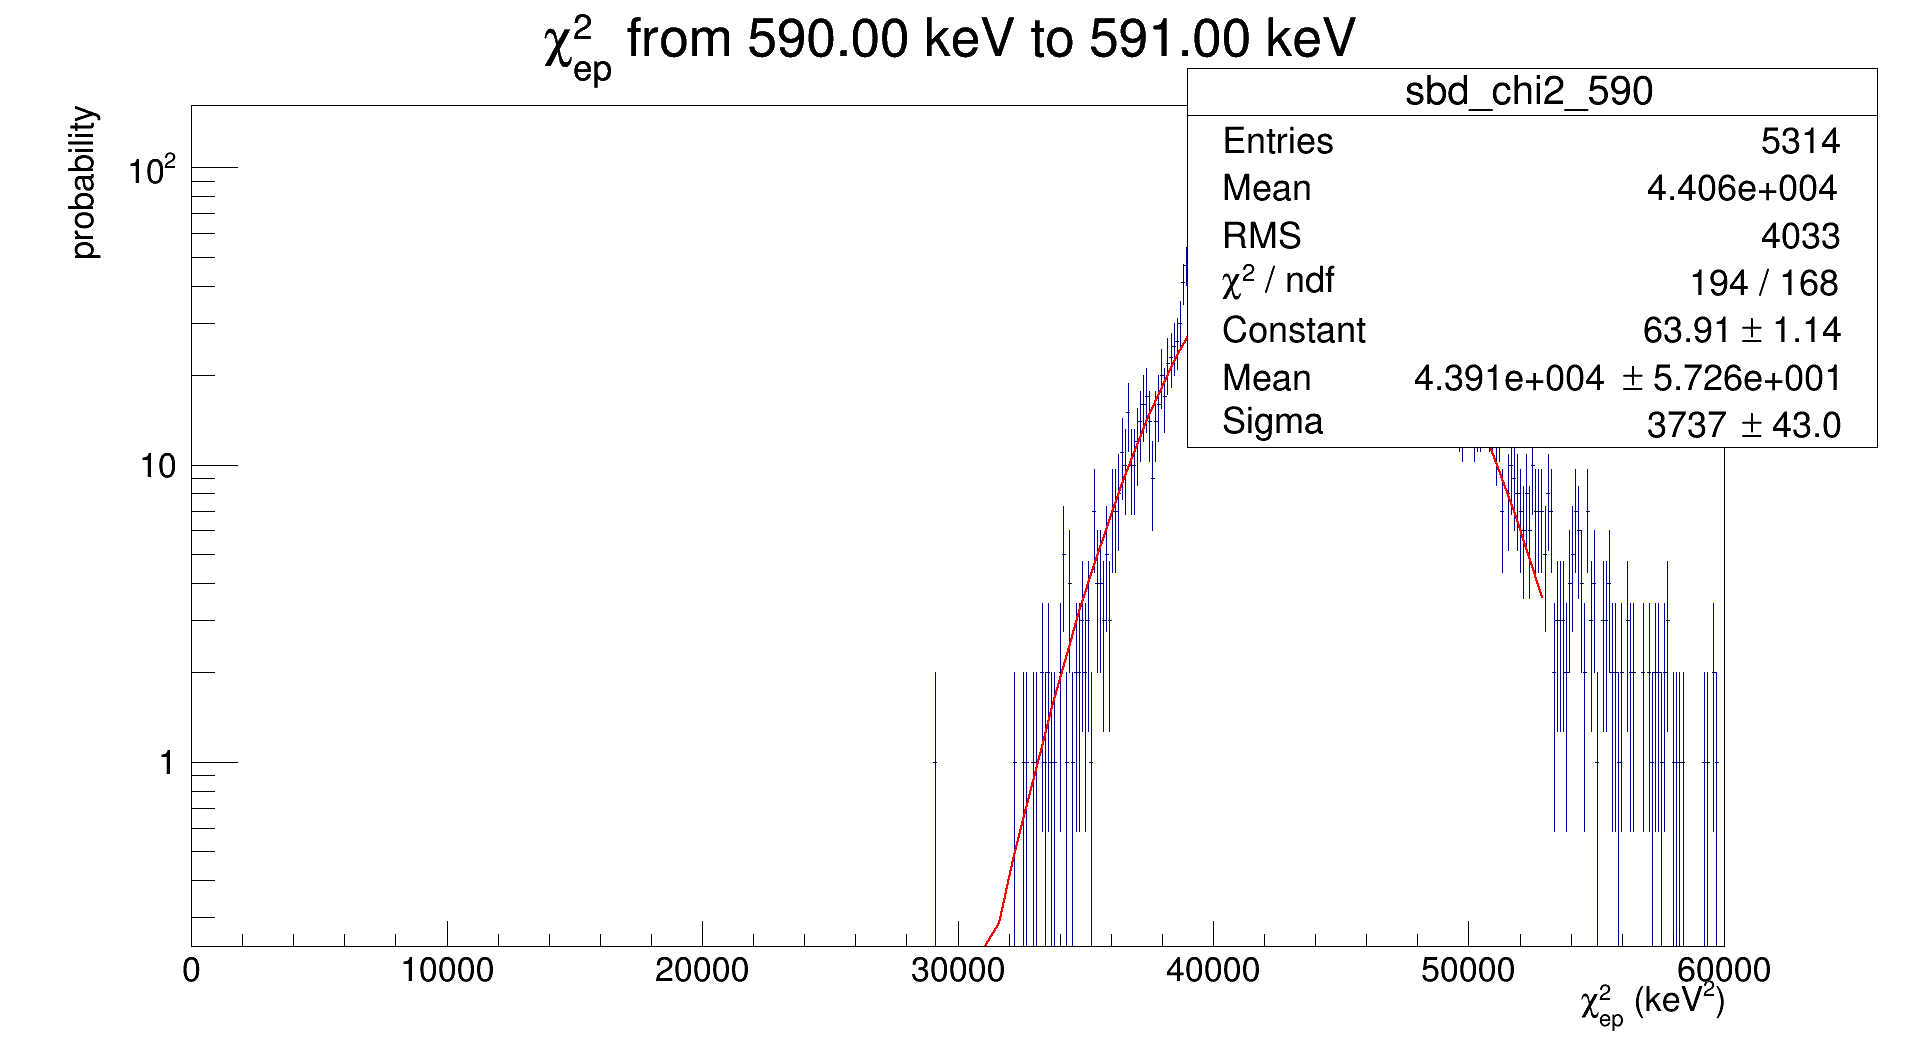 χ²ep from 590.00 keV to 591.00 keV
sbd_chi2_590
Entries 5314
Mean 4.406e+004
RMS 4033
χ² / ndf 194 / 168
Constant 63.91 ± 1.14
Mean 4.391e+004 ± 5.726e+001
Sigma 3737 ± 43.0
probability
10²
10
1
0 10000 20000 30000 40000 50000 60000
χ²ep (keV²)